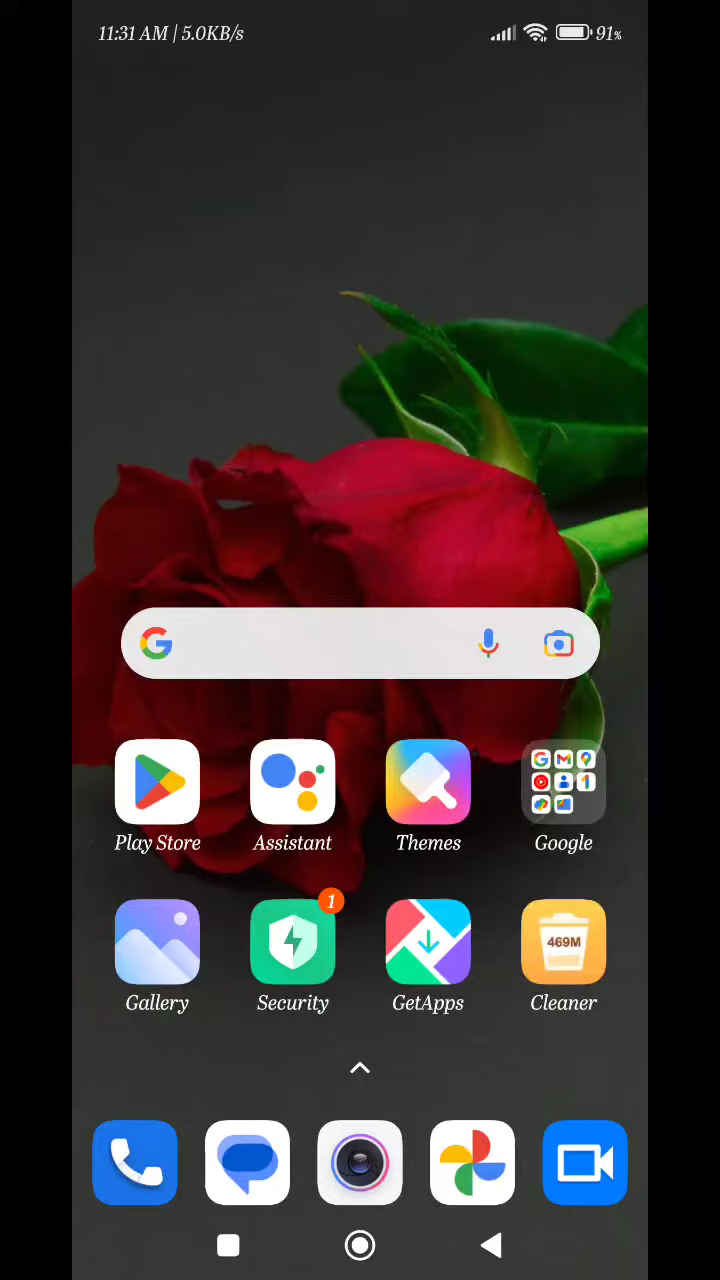 11:31 AM | 5.0KB/s 91%
Play Store Assistant Themes Google
1
469M
Gallery Security GetApps Cleaner